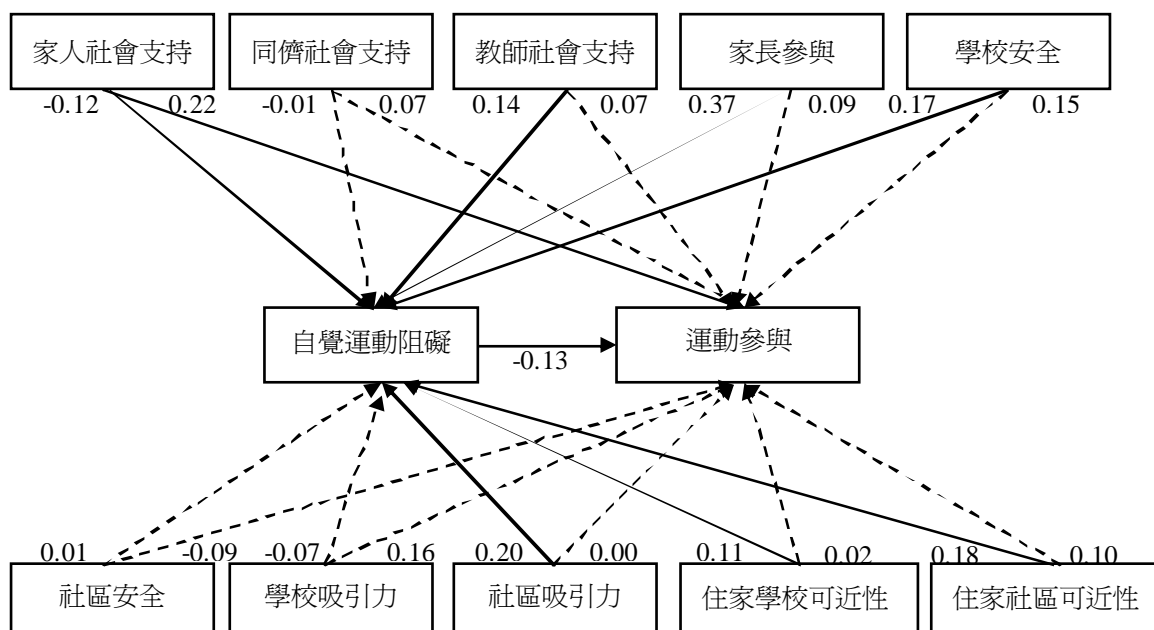 家人社會支持 同儕社會支持 教師社會支持 家長參與 學校安全
-0.12 0.22 -0.01 0.07 0.14 0.07 0.37 0.09 0.17 0.15
自覺運動阻礙 運動參與
-0.13
0.01 -0.09 -0.07 0.16 0.20 0.00 0.11 0.02 0.18 0.10
社區安全 學校吸引力 社區吸引力 住家學校可近性 住家社區可近性